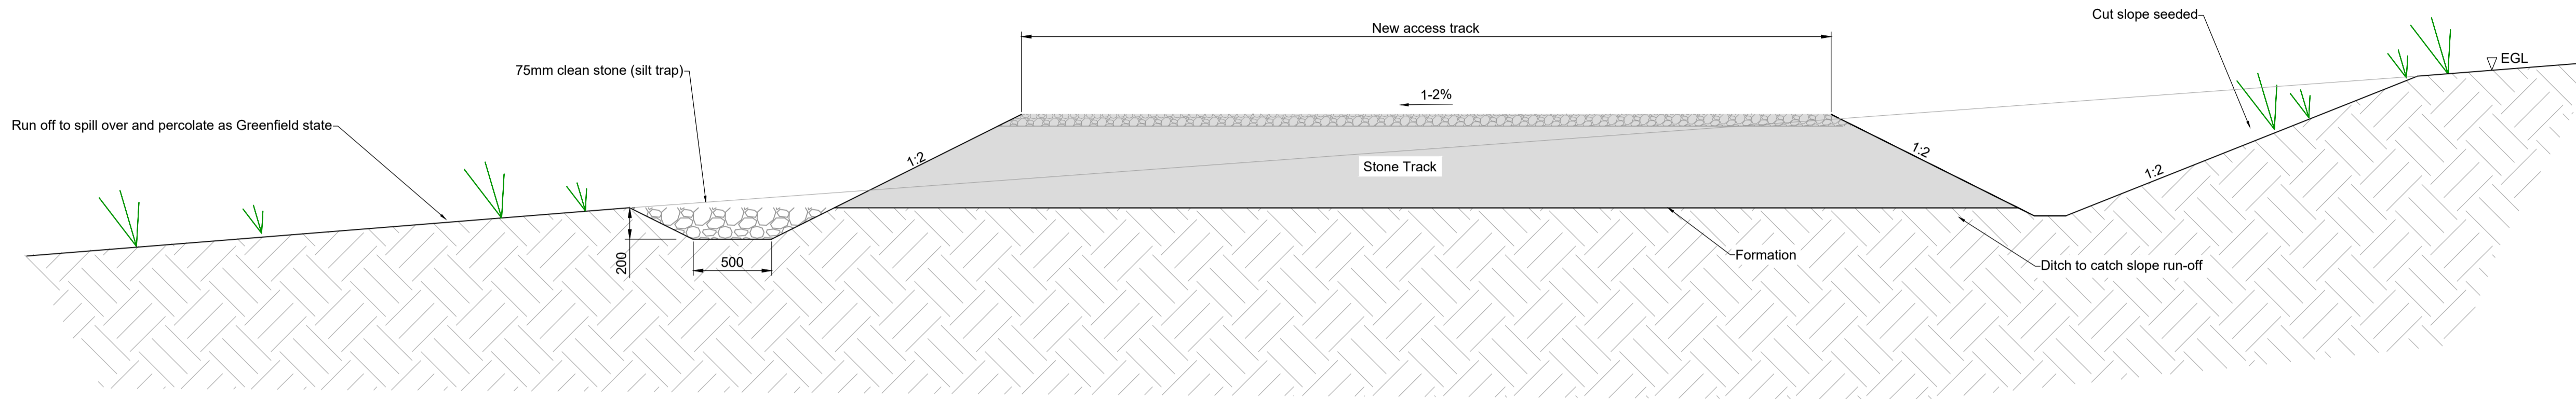 Cut slope seeded
New access track
EGL
75mm clean stone (silt trap)
1-2%
Run off to spill over and percolate as Greenfield state
1:2
1:2
Stone Track
1:2
200
500
Formation
Ditch to catch slope run-off